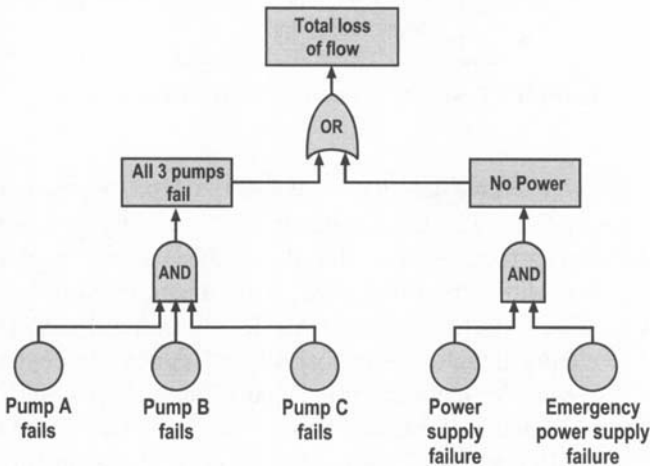 Total loss
of flow
OR
All 3 pumps
fail
No Power
AND
AND
Pump A
fails
Pump B
fails
Pump C
fails
Power
supply
failure
Emergency
power supply
failure